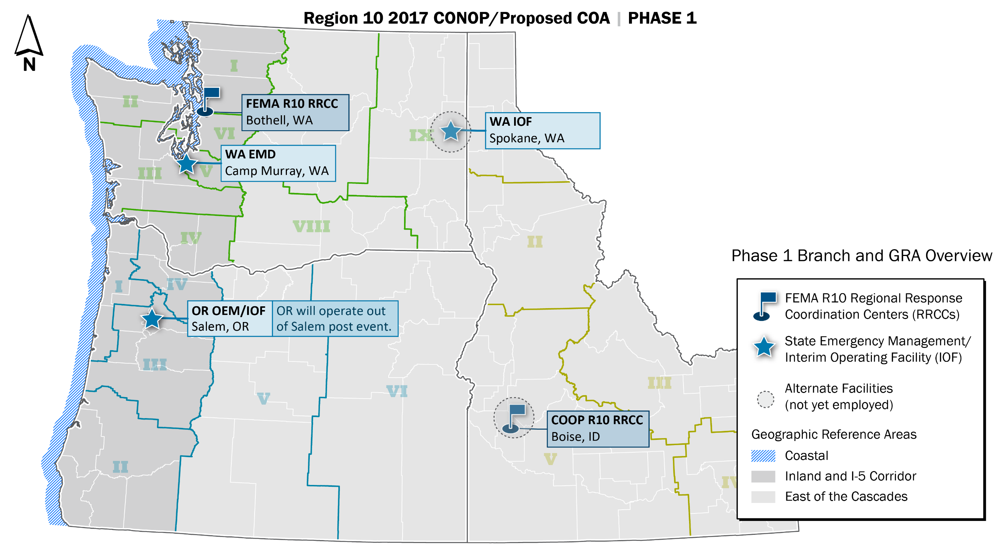 Region 10 2017 CONOP/Proposed COA | PHASE 1
N
I
II
FEMA R10 RRCC
Bothell, WA
VI
WA IOF
Spokane, WA
IX
WA EMD
Camp Murray, WA
III
V
VIII
IV
II
I
IV
OR OEM/IOF
Salem, OR
OR will operate out
of Salem post event.
III
V
VI
II
III
COOP R10 RRCC
Boise, ID
V
Phase 1 Branch and GRA Overview
FEMA R10 Regional Response
Coordination Centers (RRCCs)
State Emergency Management/
Interim Operating Facility (IOF)
Alternate Facilities
(not yet employed)
Geographic Reference Areas
Coastal
Inland and I-5 Corridor
East of the Cascades